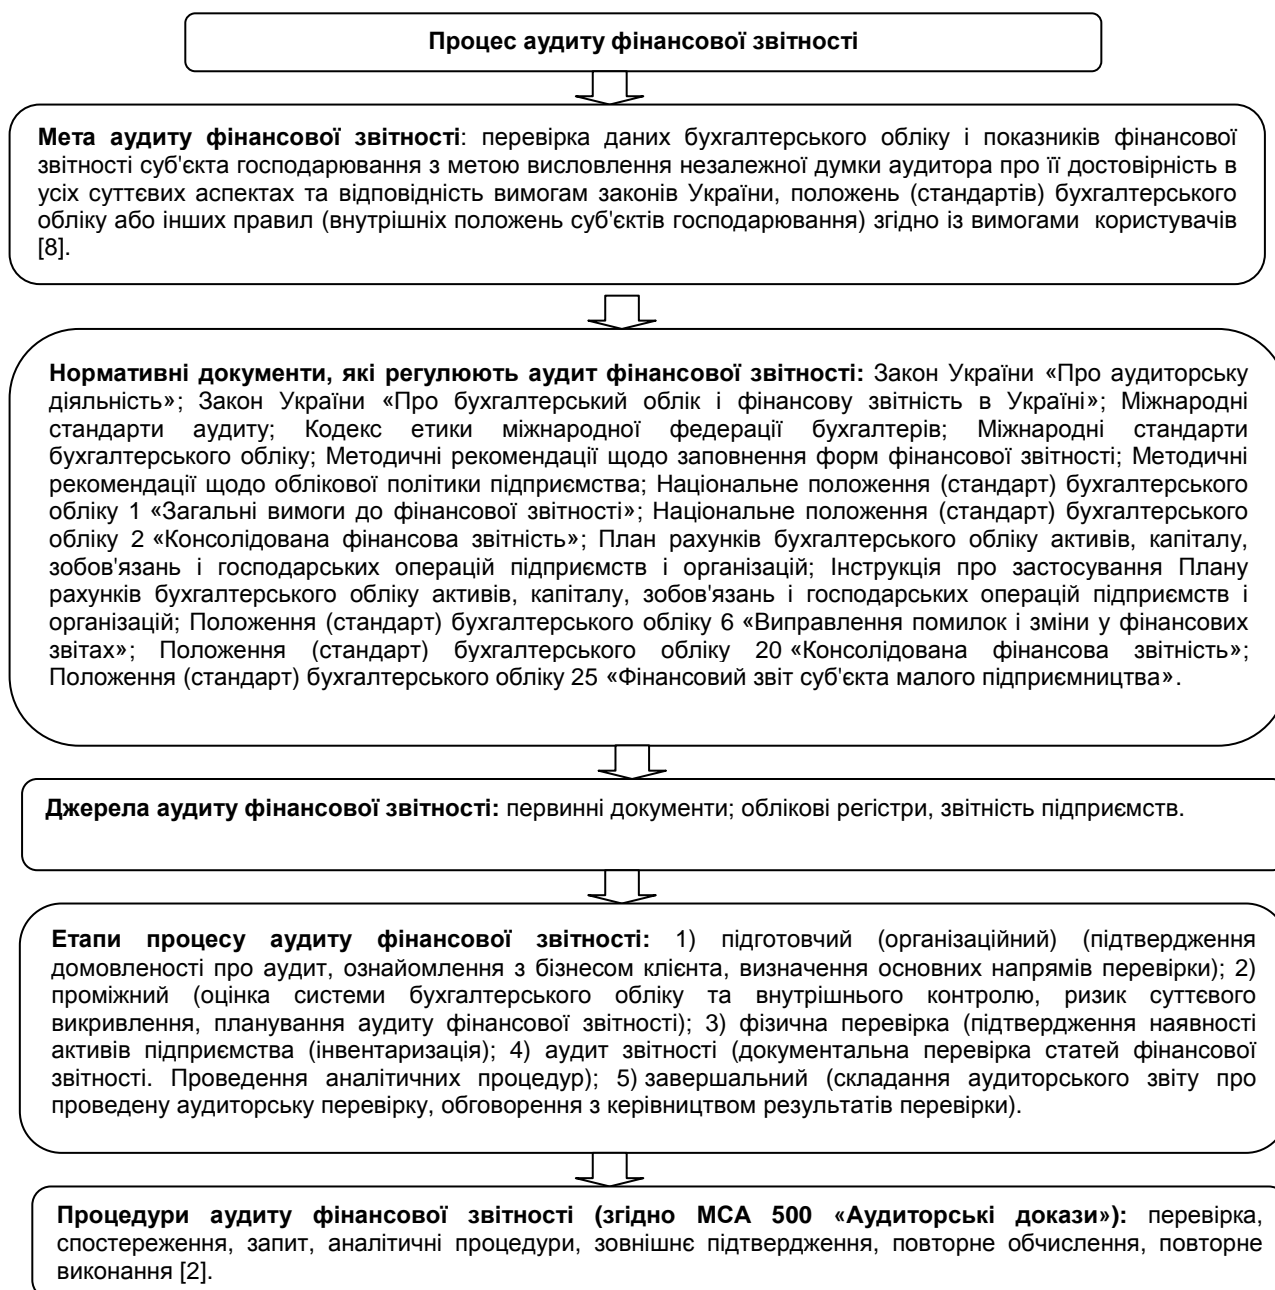 Процес аудиту фінансової звітності
Мета аудиту фінансової звітності: перевірка даних бухгалтерського обліку і показників фінансової
звітності суб'єкта господарювання з метою висловлення незалежної думки аудитора про її достовірність в
усіх суттєвих аспектах та відповідність вимогам законів України, положень (стандартів) бухгалтерського
обліку або інших правил (внутрішніх положень суб'єктів господарювання) згідно із вимогами користувачів
[8].
Нормативні документи, які регулюють аудит фінансової звітності: Закон України «Про аудиторську
діяльність»; Закон України «Про бухгалтерський облік і фінансову звітність в Україні»; Міжнародні
стандарти аудиту; Кодекс етики міжнародної федерації бухгалтерів; Міжнародні стандарти
бухгалтерського обліку; Методичні рекомендації щодо заповнення форм фінансової звітності; Методичні
рекомендації щодо облікової політики підприємства; Національне положення (стандарт) бухгалтерського
обліку 1 «Загальні вимоги до фінансової звітності»; Національне положення (стандарт) бухгалтерського
обліку 2 «Консолідована фінансова звітність»; План рахунків бухгалтерського обліку активів, капіталу,
зобов'язань і господарських операцій підприємств і організацій; Інструкція про застосування Плану
рахунків бухгалтерського обліку активів, капіталу, зобов'язань і господарських операцій підприємств і
організацій; Положення (стандарт) бухгалтерського обліку 6 «Виправлення помилок і зміни у фінансових
звітах»; Положення (стандарт) бухгалтерського обліку 20 «Консолідована фінансова звітність»;
Положення (стандарт) бухгалтерського обліку 25 «Фінансовий звіт суб'єкта малого підприємництва».
Джерела аудиту фінансової звітності: первинні документи; облікові регістри, звітність підприємств.
Етапи процесу аудиту фінансової звітності: 1) підготовчий (організаційний) (підтвердження
домовленості про аудит, ознайомлення з бізнесом клієнта, визначення основних напрямів перевірки); 2)
проміжний (оцінка системи бухгалтерського обліку та внутрішнього контролю, ризик суттєвого
викривлення, планування аудиту фінансової звітності); 3) фізична перевірка (підтвердження наявності
активів підприємства (інвентаризація); 4) аудит звітності (документальна перевірка статей фінансової
звітності. Проведення аналітичних процедур); 5) завершальний (складання аудиторського звіту про
проведену аудиторську перевірку, обговорення з керівництвом результатів перевірки).
Процедури аудиту фінансової звітності (згідно МСА 500 «Аудиторські докази»): перевірка,
спостереження, запит, аналітичні процедури, зовнішнє підтвердження, повторне обчислення, повторне
виконання [2].